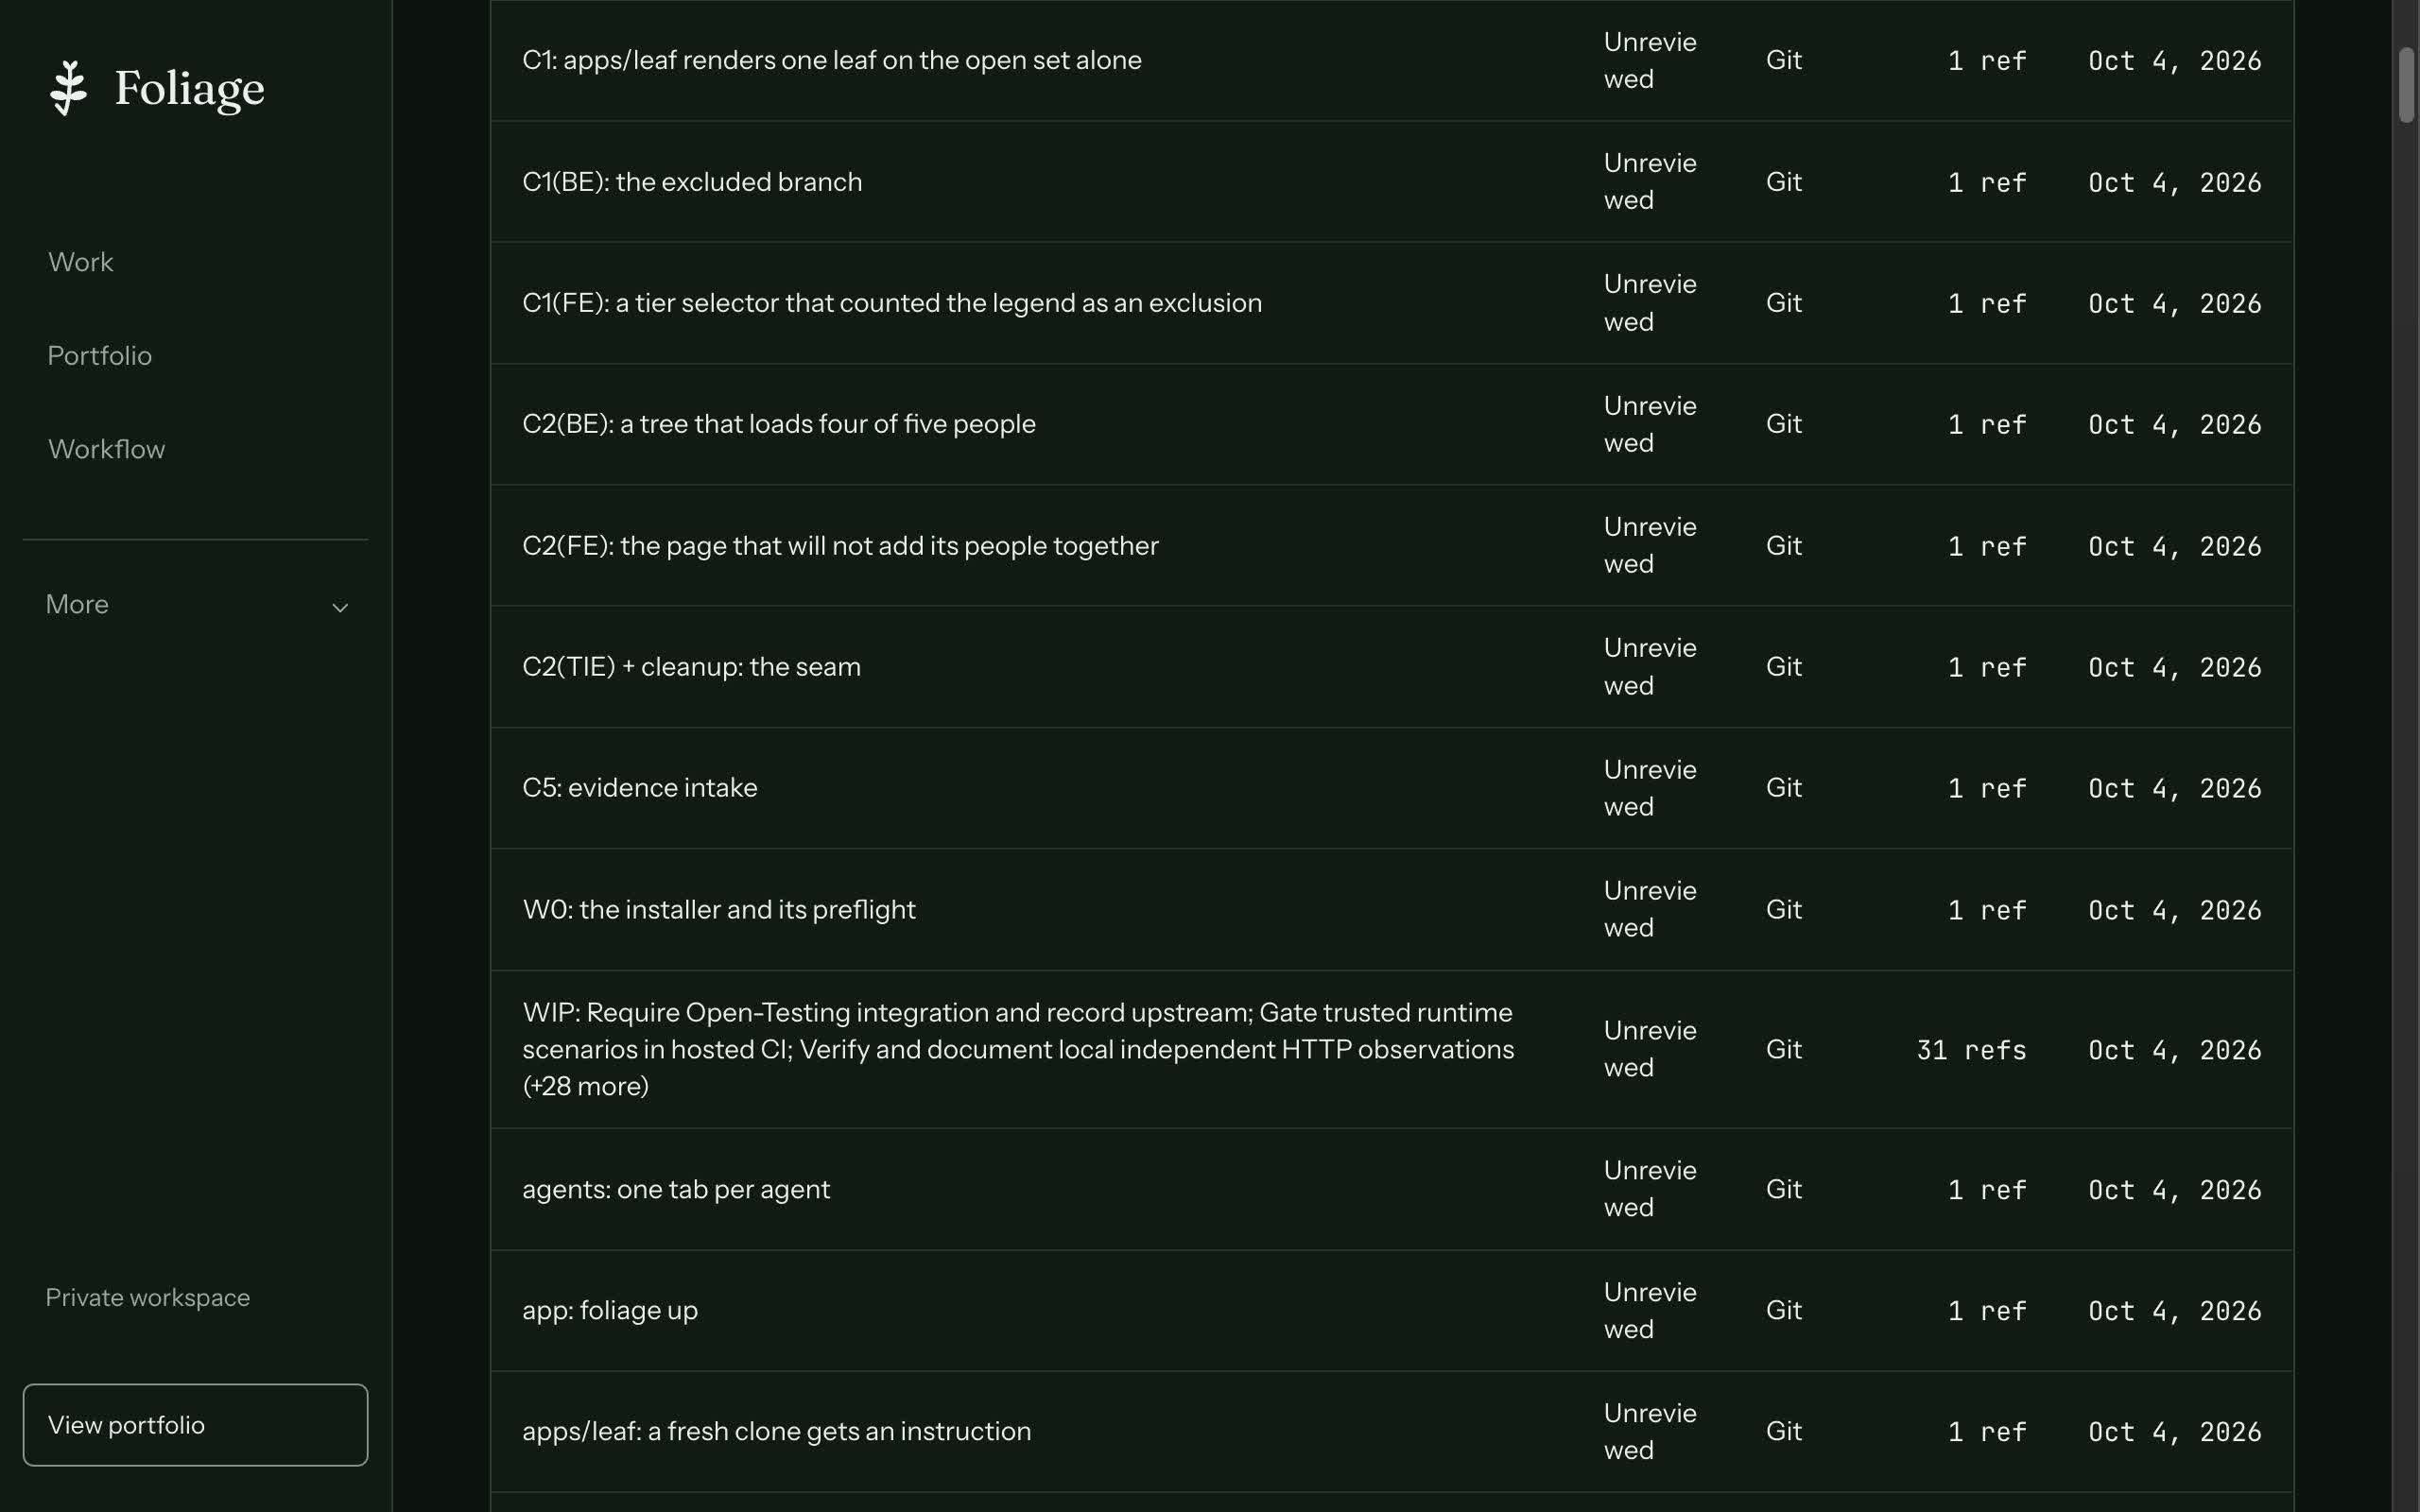 Foliage
Work
Portfolio
Workflow
More
Private workspace
View portfolio
C1: apps/leaf renders one leaf on the open set alone
Unrevie
wed
Git
1 ref
Oct 4, 2026
C1(BE): the excluded branch
Unrevie
wed
Git
1 ref
Oct 4, 2026
C1(FE): a tier selector that counted the legend as an exclusion
Unrevie
wed
Git
1 ref
Oct 4, 2026
C2(BE): a tree that loads four of five people
Unrevie
wed
Git
1 ref
Oct 4, 2026
C2(FE): the page that will not add its people together
Unrevie
wed
Git
1 ref
Oct 4, 2026
C2(TIE) + cleanup: the seam
Unrevie
wed
Git
1 ref
Oct 4, 2026
C5: evidence intake
Unrevie
wed
Git
1 ref
Oct 4, 2026
W0: the installer and its preflight
Unrevie
wed
Git
1 ref
Oct 4, 2026
WIP: Require Open-Testing integration and record upstream; Gate trusted runtime
scenarios in hosted CI; Verify and document local independent HTTP observations
(+28 more)
Unrevie
wed
Git
31 refs
Oct 4, 2026
agents: one tab per agent
Unrevie
wed
Git
1 ref
Oct 4, 2026
app: foliage up
Unrevie
wed
Git
1 ref
Oct 4, 2026
apps/leaf: a fresh clone gets an instruction
Unrevie
wed
Git
1 ref
Oct 4, 2026